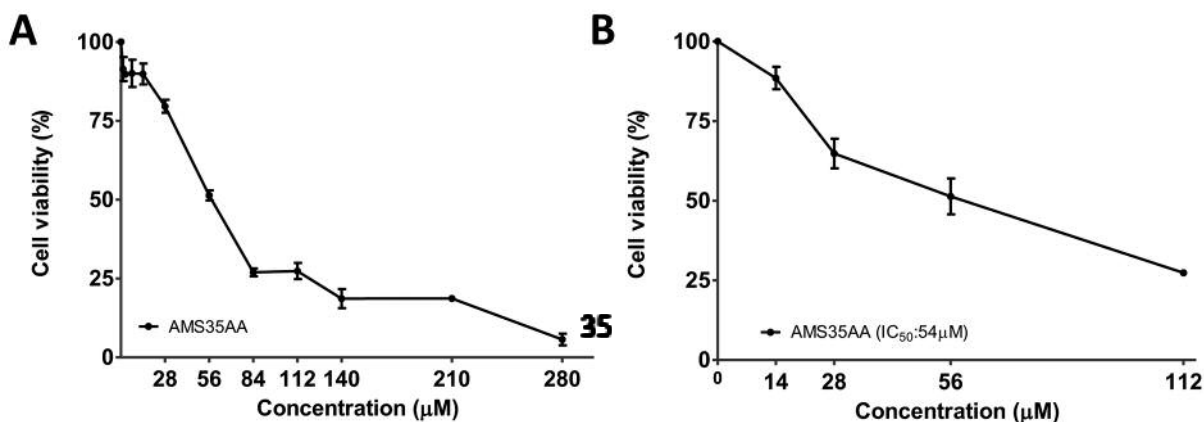 A
Cell viability (%)
100
75
50
25
0
AMS35AA
35
28 56 84 112 140 210 280
Concentration (μM)
B
Cell viability (%)
100
75
50
25
0
AMS35AA (IC50:54μM)
0 14 28 56 112
Concentration (μM)